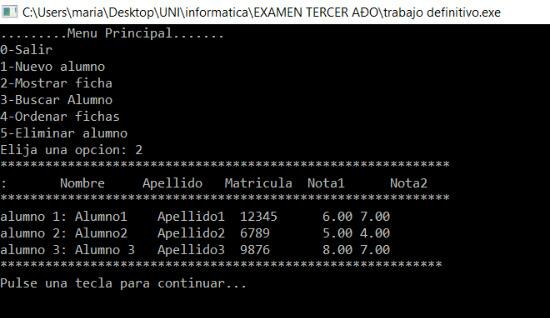 C:\Users\maria\Desktop\UNI\informatica\EXAMEN TERCER AÐO\trabajo definitivo.exe
.........Menu Principal.......
0-Salir
1-Nuevo alumno
2-Mostrar ficha
3-Buscar Alumno
4-Ordenar fichas
5-Eliminar alumno
Elija una opcion: 2
************************************************************
:       Nombre     Apellido   Matricula  Nota1      Nota2
************************************************************
alumno 1: Alumno1    Apellido1  12345      6.00 7.00
alumno 2: Alumno2    Apellido2  6789       5.00 4.00
alumno 3: Alumno 3   Apellido3  9876       8.00 7.00
***********************************************************
Pulse una tecla para continuar...